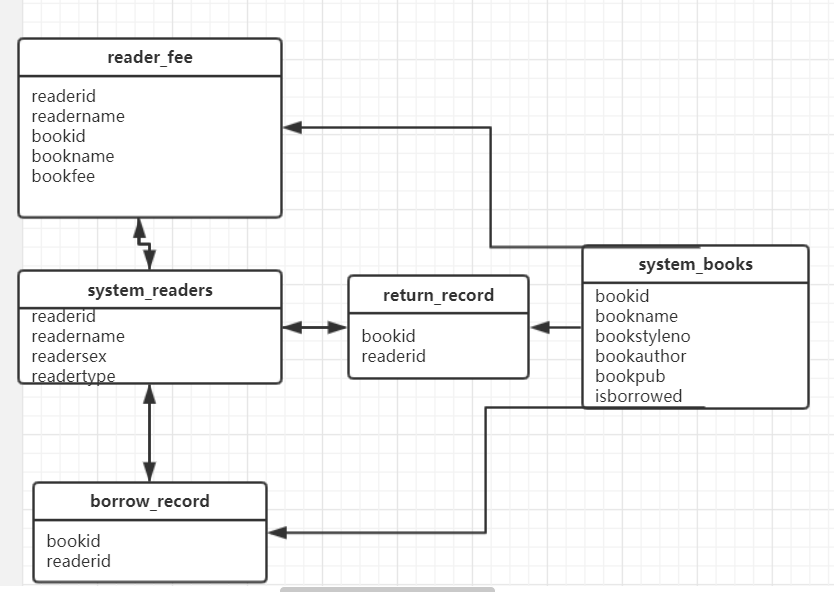 reader_fee
readerid
readername
bookid
bookname
bookfee
system_readers
readerid
readername
readersex
readertype
return_record
bookid
readerid
system_books
bookid
bookname
bookstyleno
bookauthor
bookpub
isborrowed
borrow_record
bookid
readerid